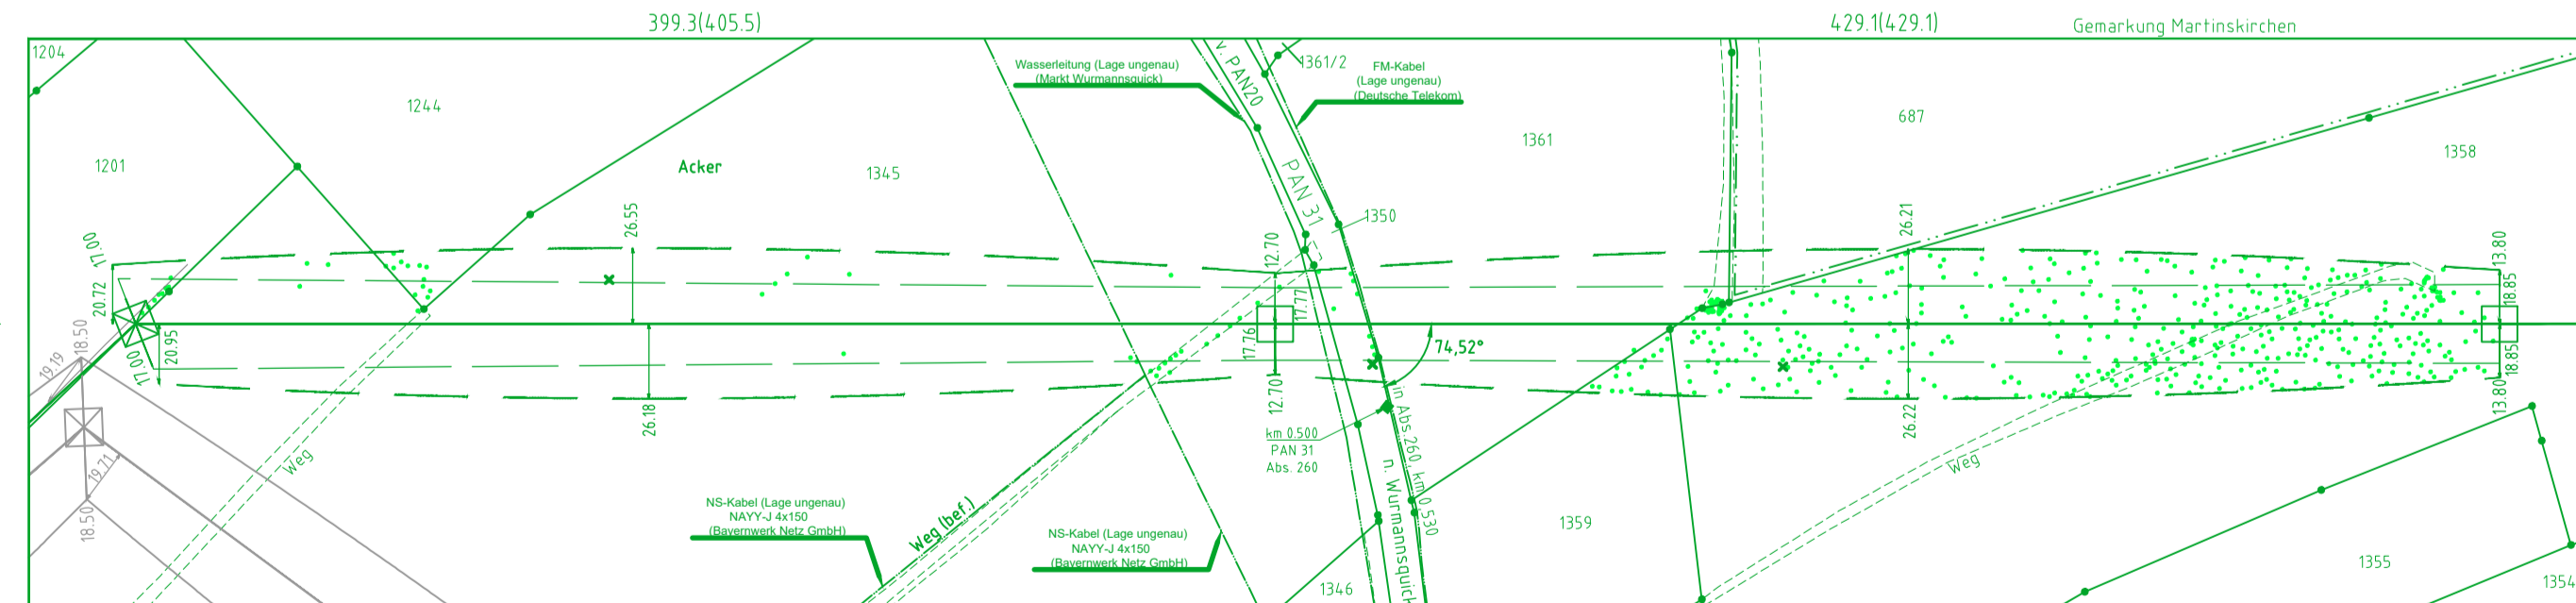 399.3(405.5)
429.1(429.1)
Gemarkung Martinskirchen
1204
1244
1201
Acker
1345
Wasserleitung (Lage ungenau)
(Markt Wurmannsquick)
v. PAN20
1361/2
FM-Kabel
(Lage ungenau)
(Deutsche Telekom)
PAN 31
1350
1361
687
1358
17.00
20.72
26.55
12.70
17.77
26.21
13.80
18.85
18.50
19.19
17.00
20.95
26.18
17.76
12.70
74,52°
26.22
18.85
13.80
19.71
18.50
Weg
km 0.500
PAN 31
Abs. 260
in Abs.260, km 0.530
n. Wurmannsquick
Weg
NS-Kabel (Lage ungenau)
NAYY-J 4x150
(Bayernwerk Netz GmbH)
Weg (bef.)
NS-Kabel (Lage ungenau)
NAYY-J 4x150
(Bayernwerk Netz GmbH)
1359
1346
1355
1354